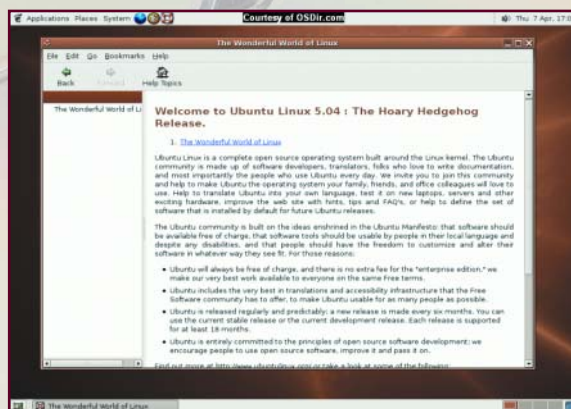 Applications Places System Courtesy of OSDir.com Thu 7 Apr, 17:0
The Wonderful World of Linux
File Edit Go Bookmarks Help
Back Forward Help Topics
The Wonderful World of Li
Welcome to Ubuntu Linux 5.04 : The Hoary Hedgehog
Release.
1. The Wonderful World of Linux
Ubuntu Linux is a complete open source operating system built around the Linux kernel. The Ubuntu
community is made up of software developers, translators, folks who love to write documentation,
and most importantly the people who use Ubuntu every day. We invite you to join this community
and help to make Ubuntu the operating system your family, friends, and office colleagues will love to
use. Help to translate Ubuntu into your own language, test it on new laptops, servers and other
exciting hardware, improve the web site with hints, tips and FAQ's, or help to define the set of
software that is installed by default for future Ubuntu releases.
The Ubuntu community is built on the ideas enshrined in the Ubuntu Manifesto: that software should
be available free of charge, that software tools should be usable by people in their local language and
despite any disabilities, and that people should have the freedom to customize and alter their
software in whatever way they see fit. For those reasons:
• Ubuntu will always be free of charge, and there is no extra fee for the "enterprise edition," we
make our very best work available to everyone on the same Free terms.
• Ubuntu includes the very best in translations and accessibility infrastructure that the Free
Software community has to offer, to make Ubuntu usable for as many people as possible.
• Ubuntu is released regularly and predictably; a new release is made every six months. You can
use the current stable release or the current development release. Each release is supported
for at least 18 months.
• Ubuntu is entirely committed to the principles of open source software development; we
encourage people to use open source software, improve it and pass it on.
Find out more at http://www.ubuntulinux.org/ or take a look at some of the following:
The Wonderful World of Linux